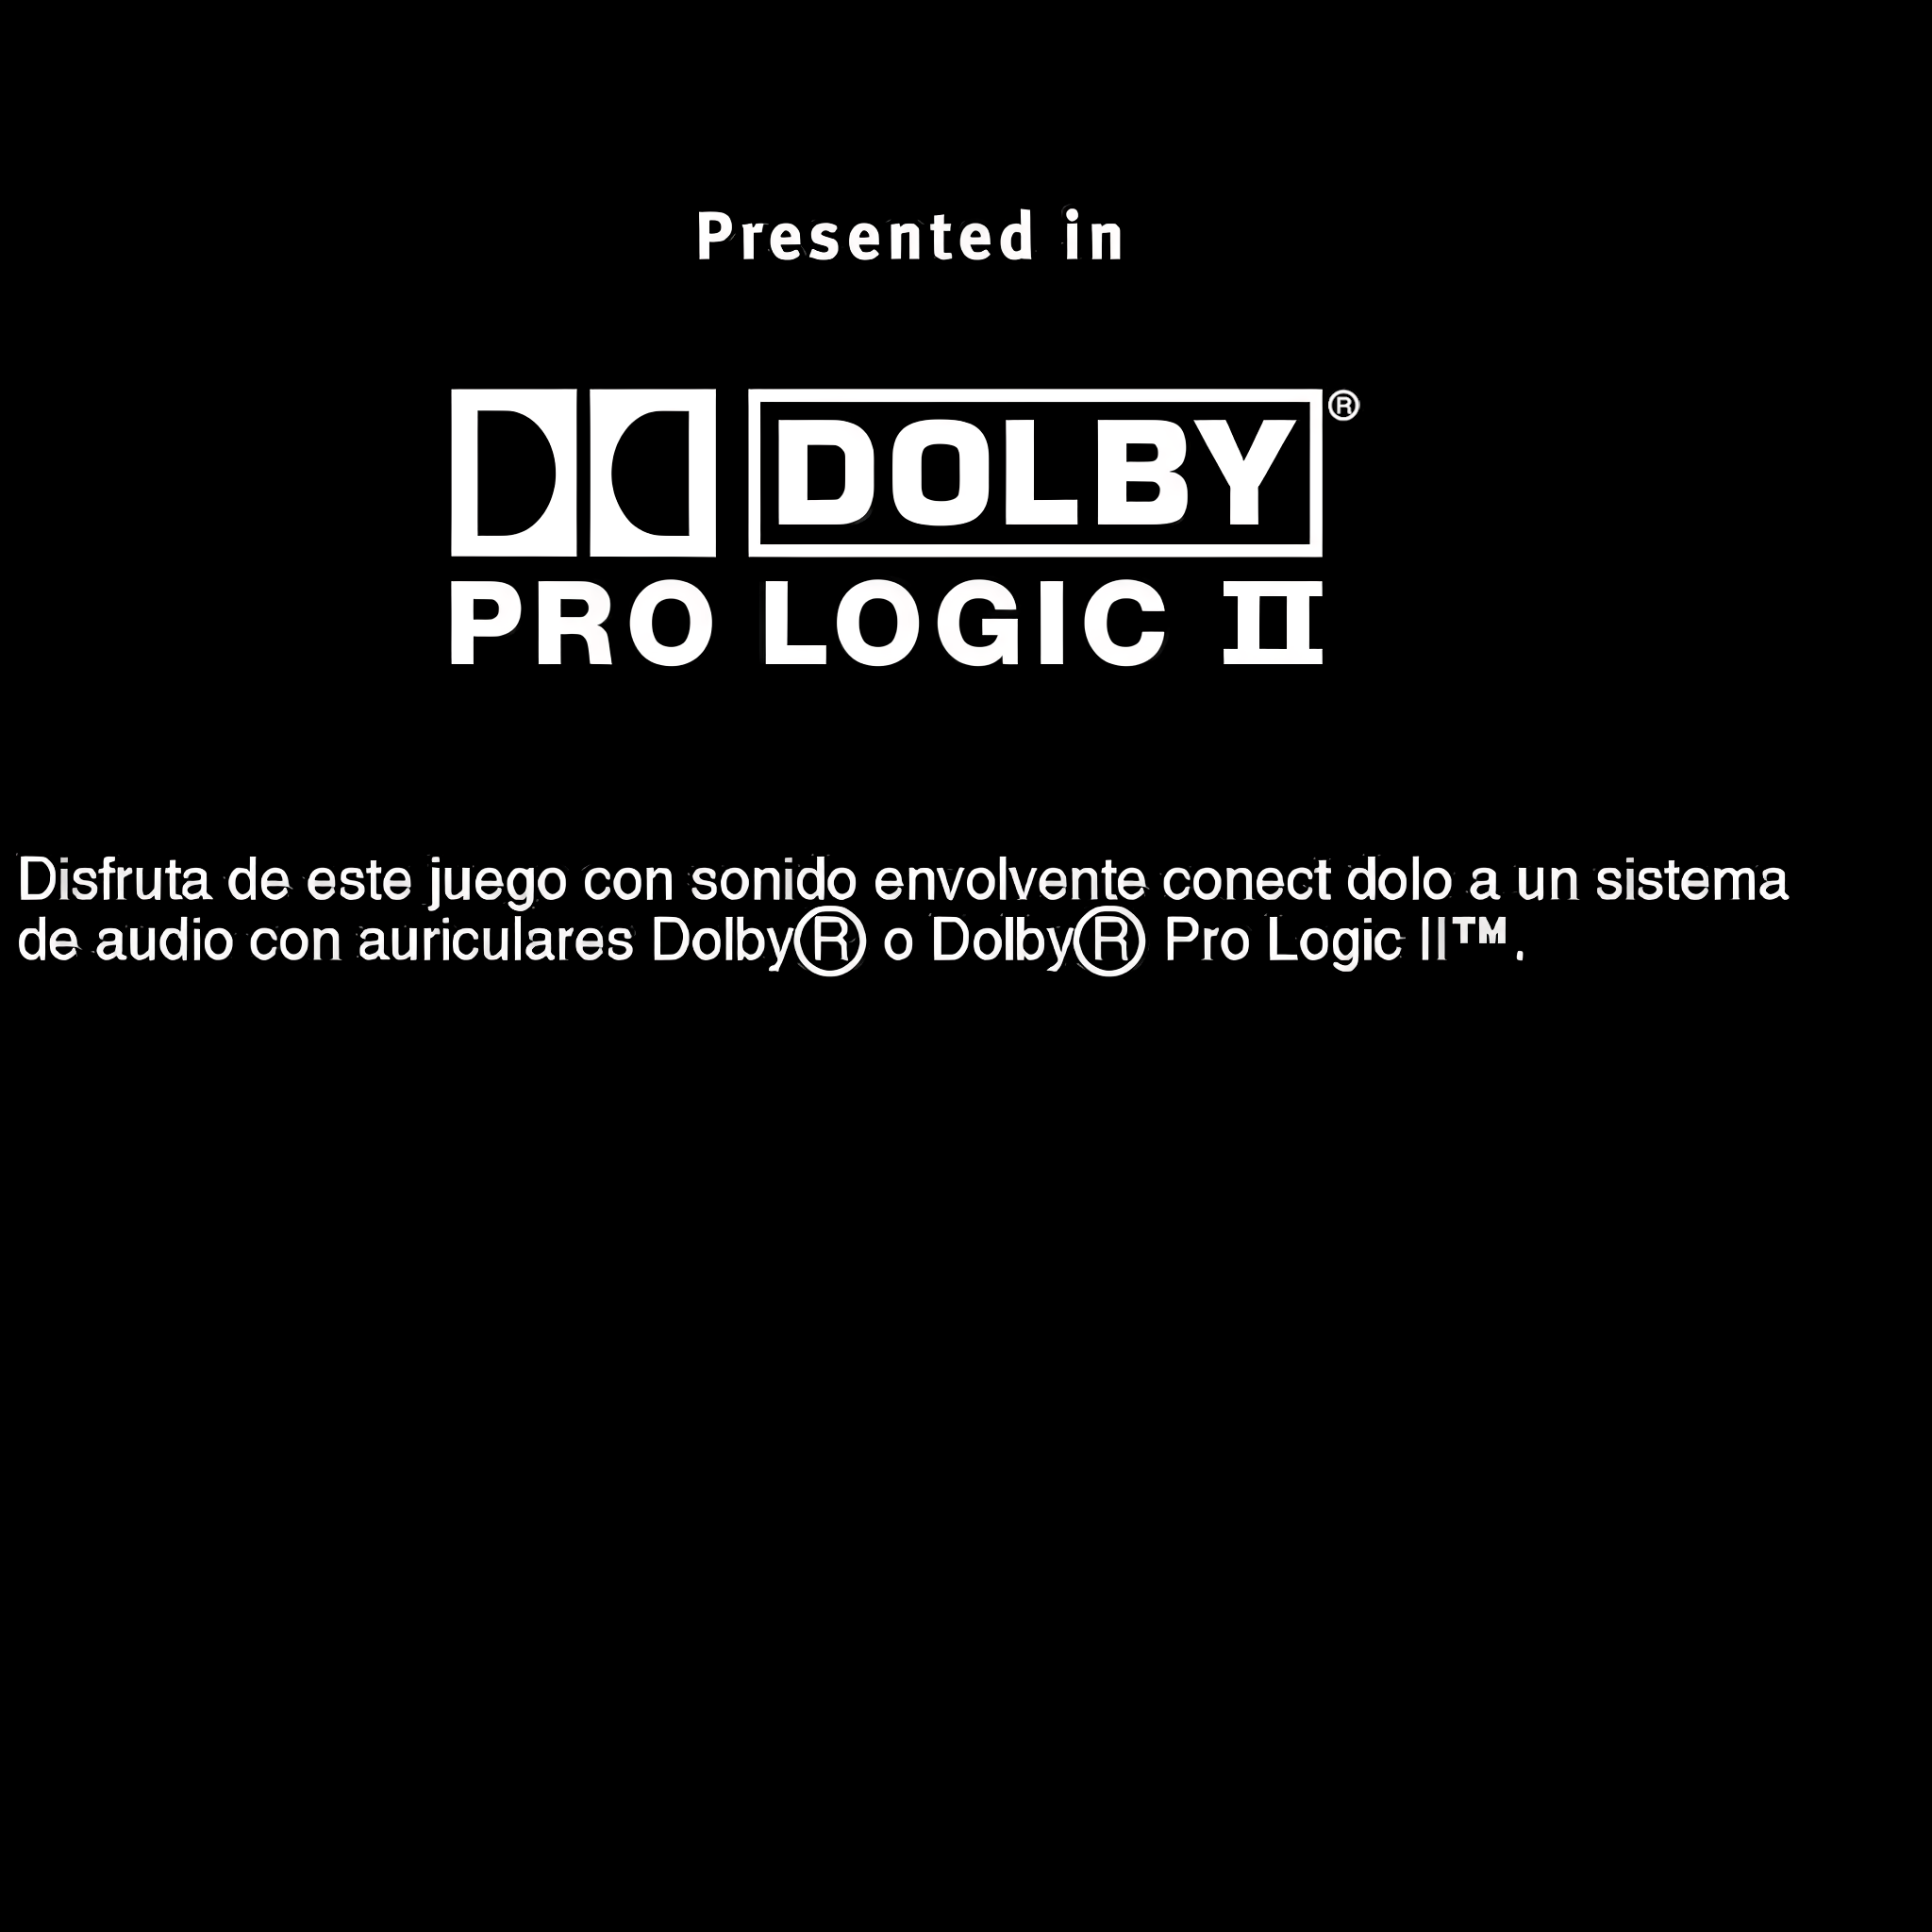 Presented in
DOLBY®
PRO LOGIC II
Disfruta de este juego con sonido envolvente conect dolo a un sistema
de audio con auriculares Dolby® o Dolby® Pro Logic II™.